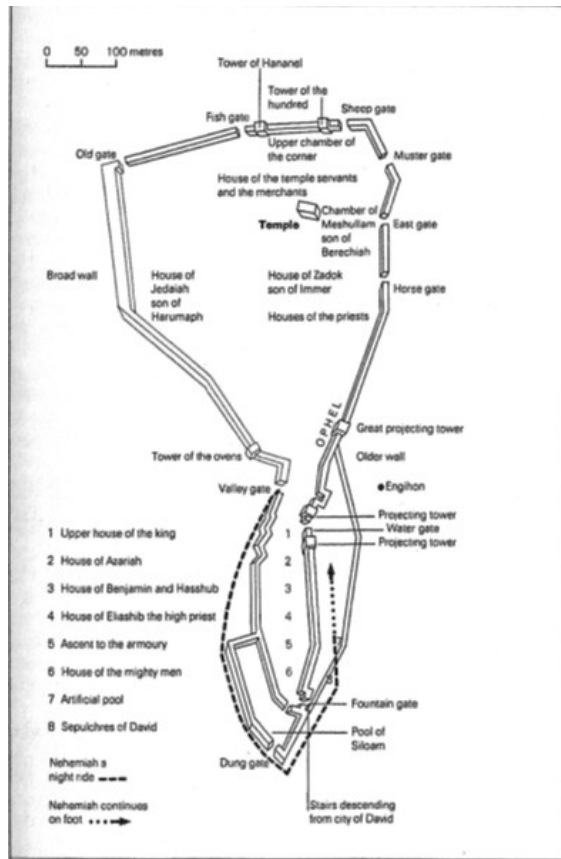 0 50 100 metres
Tower of Hananel
Tower of the
hundred
Fish gate
Sheep gate
Old gate
Upper chamber of
the corner
Muster gate
House of the temple servants
and the merchants
Temple
Chamber of
Meshullam
son of
Berechiah
East gate
Broad wall
House of
Jedaiah
son of
Harumaph
House of Zadok
son of Immer
Horse gate
Houses of the priests
OPHEL
Great projecting tower
Older wall
Tower of the ovens
Valley gate
Engihon
Projecting tower
Water gate
Projecting tower
1 Upper house of the king
2 House of Azariah
3 House of Benjamin and Hasshub
4 House of Eliashib the high priest
5 Ascent to the armoury
6 House of the mighty men
7 Artificial pool
8 Sepulchres of David
1
2
3
4
5
6
Fountain gate
Pool of
Siloam
Dung gate
Stairs descending
from city of David
Nehemiah s
night ride
Nehemiah continues
on foot